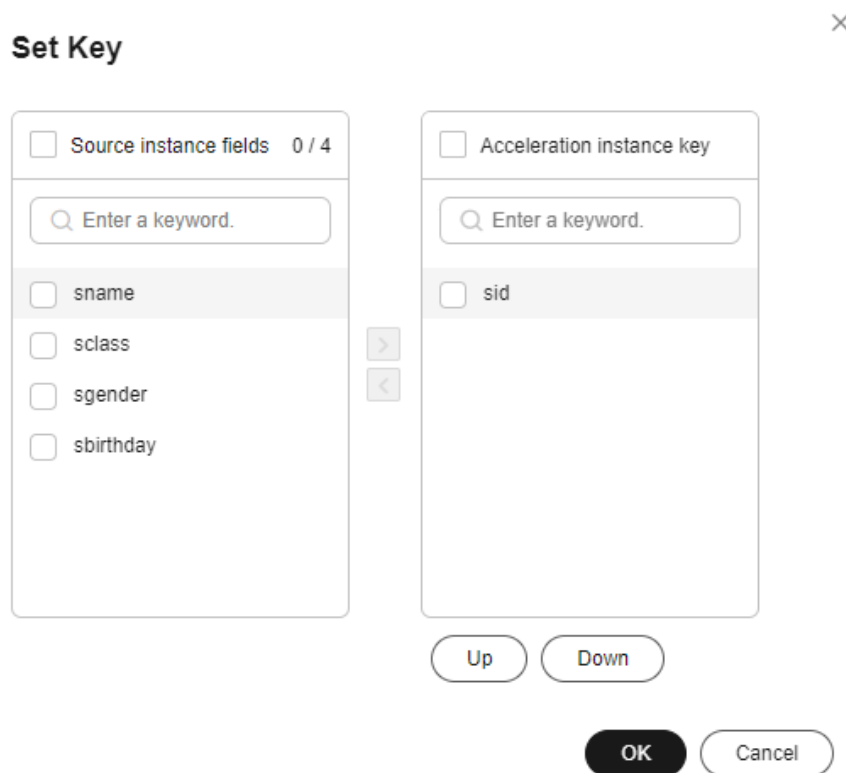 Set Key
Source instance fields 0 / 4
Enter a keyword.
sname
sclass
sgender
sbirthday
Acceleration instance key
Enter a keyword.
sid
Up Down
OK Cancel